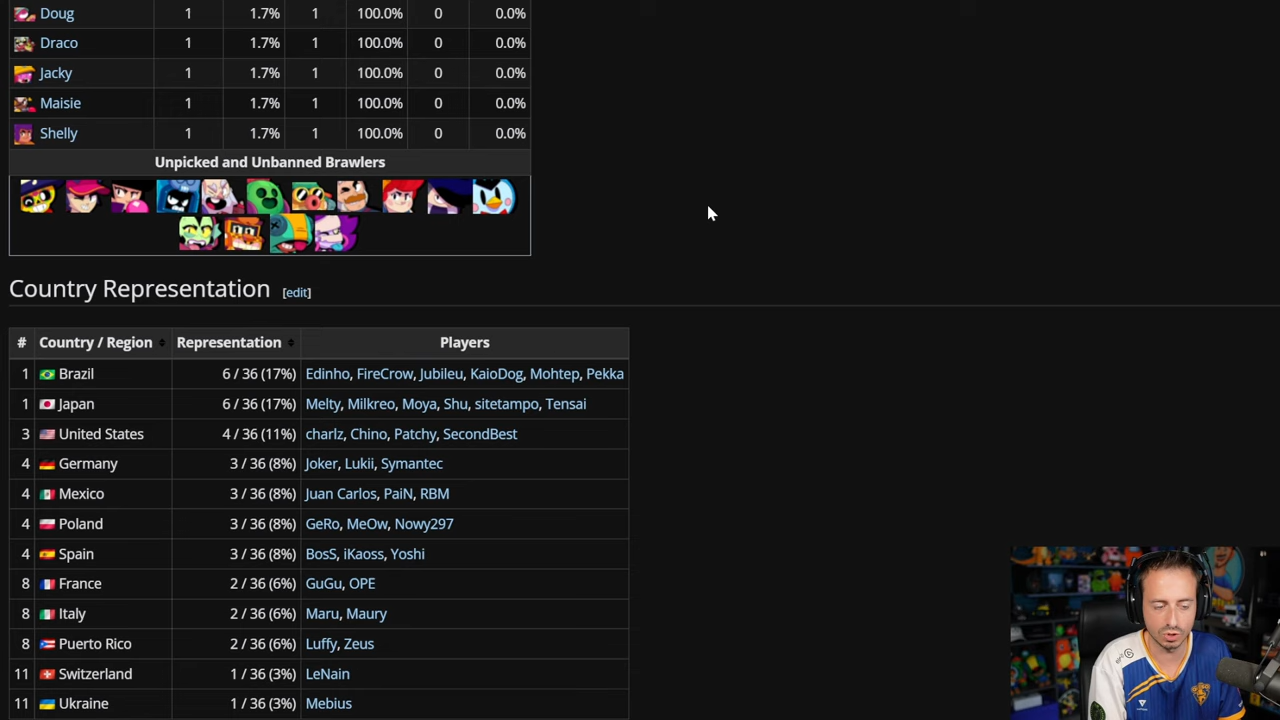 Doug 1 1.7% 1 100.0% 0 0.0%
Draco 1 1.7% 1 100.0% 0 0.0%
Jacky 1 1.7% 1 100.0% 0 0.0%
Maisie 1 1.7% 1 100.0% 0 0.0%
Shelly 1 1.7% 1 100.0% 0 0.0%
Unpicked and Unbanned Brawlers
Country Representation [edit]
# Country / Region Representation Players
1 Brazil 6 / 36 (17%) Edinho, FireCrow, Jubileu, KaioDog, Mohtep, Pekka
1 Japan 6 / 36 (17%) Melty, Milkreo, Moya, Shu, sitetampo, Tensai
3 United States 4 / 36 (11%) charlz, Chino, Patchy, SecondBest
4 Germany 3 / 36 (8%) Joker, Lukii, Symantec
4 Mexico 3 / 36 (8%) Juan Carlos, PaiN, RBM
4 Poland 3 / 36 (8%) GeRo, MeOw, Nowy297
4 Spain 3 / 36 (8%) BosS, iKaoss, Yoshi
8 France 2 / 36 (6%) GuGu, OPE
8 Italy 2 / 36 (6%) Maru, Maury
8 Puerto Rico 2 / 36 (6%) Luffy, Zeus
11 Switzerland 1 / 36 (3%) LeNain
11 Ukraine 1 / 36 (3%) Mebius